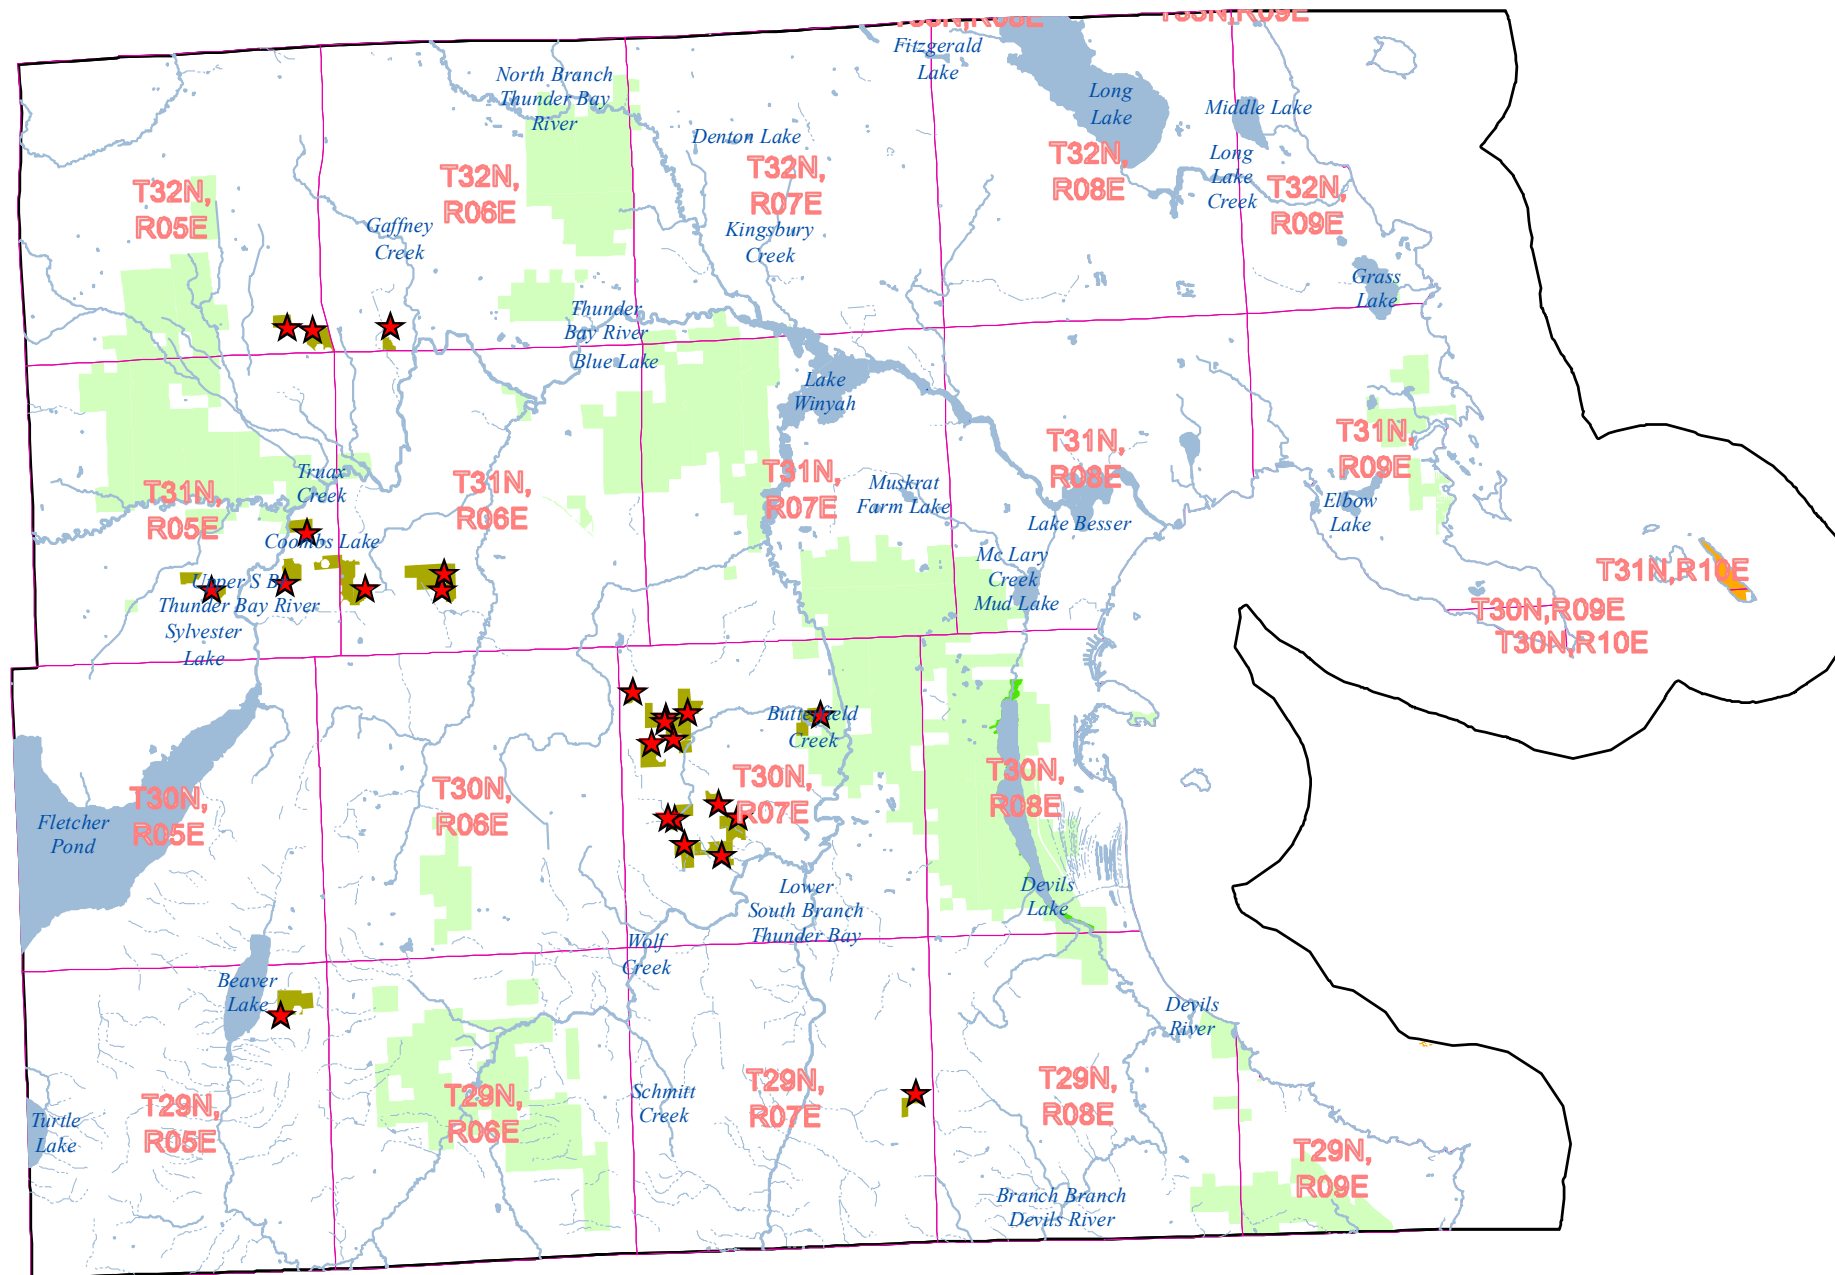 T33N,R08E
T33N,R09E
Fitzgerald
Lake
North Branch
Thunder Bay
River
Long
Lake
Middle Lake
Denton Lake
T32N,
R05E
T32N,
R06E
T32N,
R07E
T32N,
R08E
Long
Lake
Creek
T32N,
R09E
Gaffney
Creek
Kingsbury
Creek
Grass
Lake
Thunder
Bay River
Blue Lake
Lake
Winyah
T31N,
R05E
Truax
Creek
T31N,
R06E
T31N,
R07E
Muskrat
Farm Lake
T31N,
R08E
Lake Besser
T31N,
R09E
Elbow
Lake
Coombs Lake
Upper S B
Thunder Bay River
Sylvester
Lake
Mc Lary
Creek
Mud Lake
T31N,R10E
T30N,R09E
T30N,R10E
Butterfield
Creek
T30N,
R05E
Fletcher
Pond
T30N,
R06E
T30N,
R07E
T30N,
R08E
Lower
South Branch
Thunder Bay
Devils
Lake
Wolf
Creek
Beaver
Lake
Devils
River
Turtle
Lake
T29N,
R05E
T29N,
R06E
Schmitt
Creek
T29N,
R07E
T29N,
R08E
T29N,
R09E
Branch Branch
Devils River